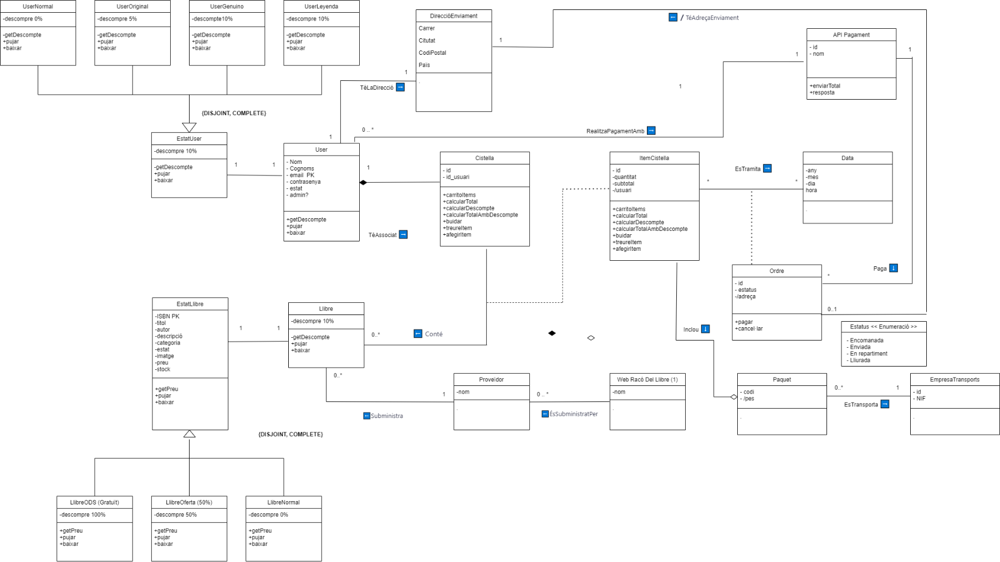 UserNormal
-descompre 0%
-getDescompte
+pujar
+baixar
UserOriginal
-descompre 5%
-getDescompte
+pujar
+baixar
UserGenuino
-descompte10%
-getDescompte
+pujar
+baixar
UserLeyenda
-descompre 10%
-getDescompte
+pujar
+baixar
{DISJOINT, COMPLETE}
DireccióEnviament
Carrer
Citutat
CodiPostal
Països
.
1
← / TéAdreçaEnviament
1
TéLaDirecció →
1
API Pagament
- id
- nom
+enviarTotal
+resposta
1
1
1
0 .. *
RealitzaPagamentAmb →
EstatUser
-descompre 10%
-getDescompte
+pujar
+baixar
1
1
User
- Nom
- Cognoms
- email PK
- contrasenya
- estat
- admin?
+getDescompte
+pujar
+baixar
1
TéAssociat →
Cistella
- id
- id_usuari
+carritoItems
+calcularTotal
+calcularDescompte
+calcularTotalAmbDescompte
+buidar
+treureItem
+afegirItem
ItemCistella
- id
-quantitat
-subtotal
-/usuari
+carritoItems
+calcularTotal
+calcularDescompte
+calcularTotalAmbDescompte
+buidar
+treureItem
+afegirItem
EsTramita →
*
*
Data
-any
-mes
-dia
hora
.
Ordre
- id
- estatus
-/adreça
+pagar
+cancel·lar
Paga ↓
*
0..1
Estatus << Enumeració >>
- Encomanada
- Enviada
- En repartiment
- Lliurada
EstatLlibre
-ISBN PK
-titol
-autor
-descripció
-categoria
-estat
-imatge
-preu
-stock
+getPreu
+pujar
+baixar
1
1
Llibre
-descompre 10%
-getDescompte
+pujar
+baixar
0..*
← Conté
0..*
1
← Subministra
Proveïdor
-nom
.
0 .. *
← ÉsSubministratPer
Web Racó Del Llibre (1)
-nom
.
Inclou ↓
Paquet
- codi
- /pes
.
0..*
1
EsTransporta →
EmpresaTransports
- id
- NIF
.
{DISJOINT, COMPLETE}
LlibreODS (Gratuït)
-descompre 100%
+getPreu
+pujar
+baixar
LlibreOferta (50%)
-descompre 50%
+getPreu
+pujar
+baixar
LlibreNormal
-descompre 0%
+getPreu
+pujar
+baixar